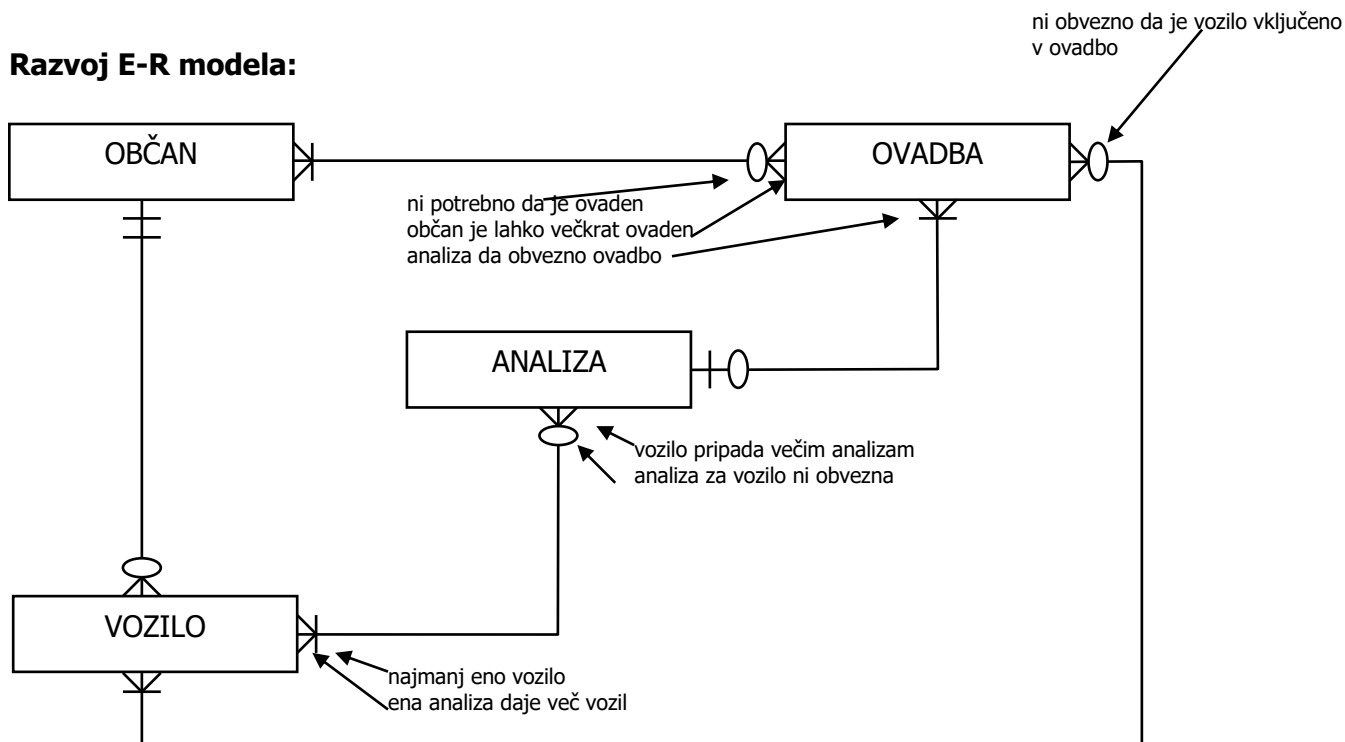 ni obvezno da je vozilo vključeno
v ovadbo
Razvoj E-R modela:
OBČAN
OVADBA
ni potrebno da je ovaden
občan je lahko večkrat ovaden
analiza da obvezno ovadbo
ANALIZA
vozilo pripada večim analizam
analiza za vozilo ni obvezna
VOZILO
najmanj eno vozilo
ena analiza daje več vozil